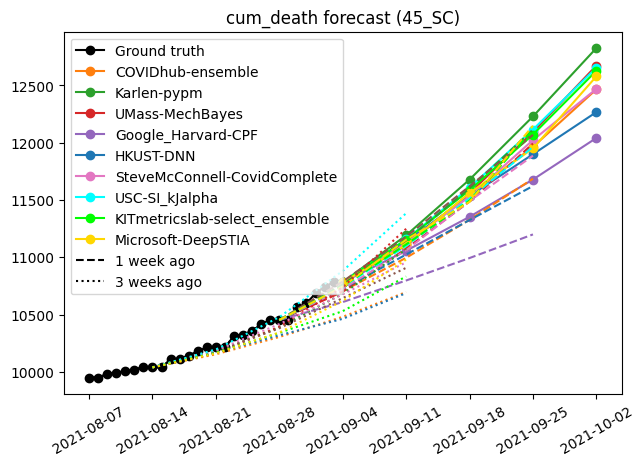 cum_death forecast (45_SC)
Ground truth
COVIDhub-ensemble
Karlen-pypm
UMass-MechBayes
Google_Harvard-CPF
HKUST-DNN
SteveMcConnell-CovidComplete
USC-SI_kJalpha
KITmetricslab-select_ensemble
Microsoft-DeepSTIA
1 week ago
3 weeks ago
12500
12000
11500
11000
10500
10000
2021-08-07
2021-08-14
2021-08-21
2021-08-28
2021-09-04
2021-09-11
2021-09-18
2021-09-25
2021-10-02